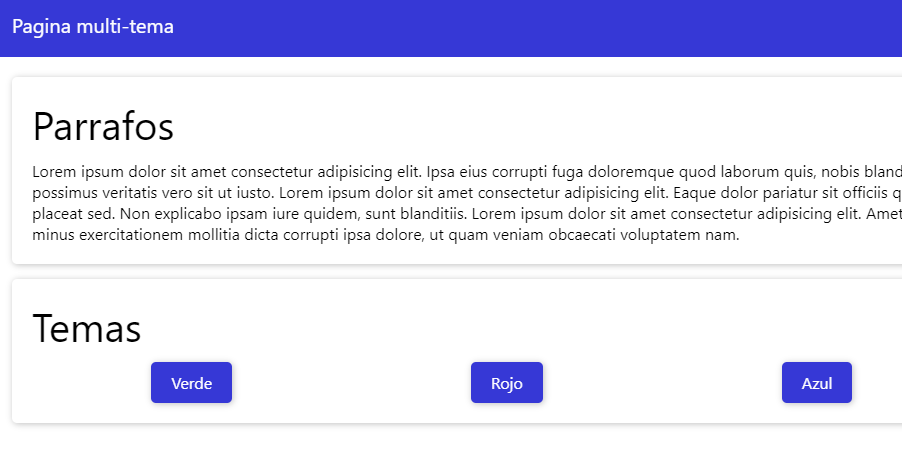 Pagina multi-tema
Parrafos
Lorem ipsum dolor sit amet consectetur adipisicing elit. Ipsa eius corrupti fuga doloremque quod laborum quis, nobis
possimus veritatis vero sit ut iusto. Lorem ipsum dolor sit amet consectetur adipisicing elit. Eaque dolor pariatur sit officiis
placeat sed. Non explicabo ipsam iure quidem, sunt blanditiis. Lorem ipsum dolor sit amet consectetur adipisicing elit. Amet
minus exercitationem mollitia dicta corrupti ipsa dolore, ut quam veniam obcaecati voluptatem nam.
Temas
Verde
Rojo
Azul